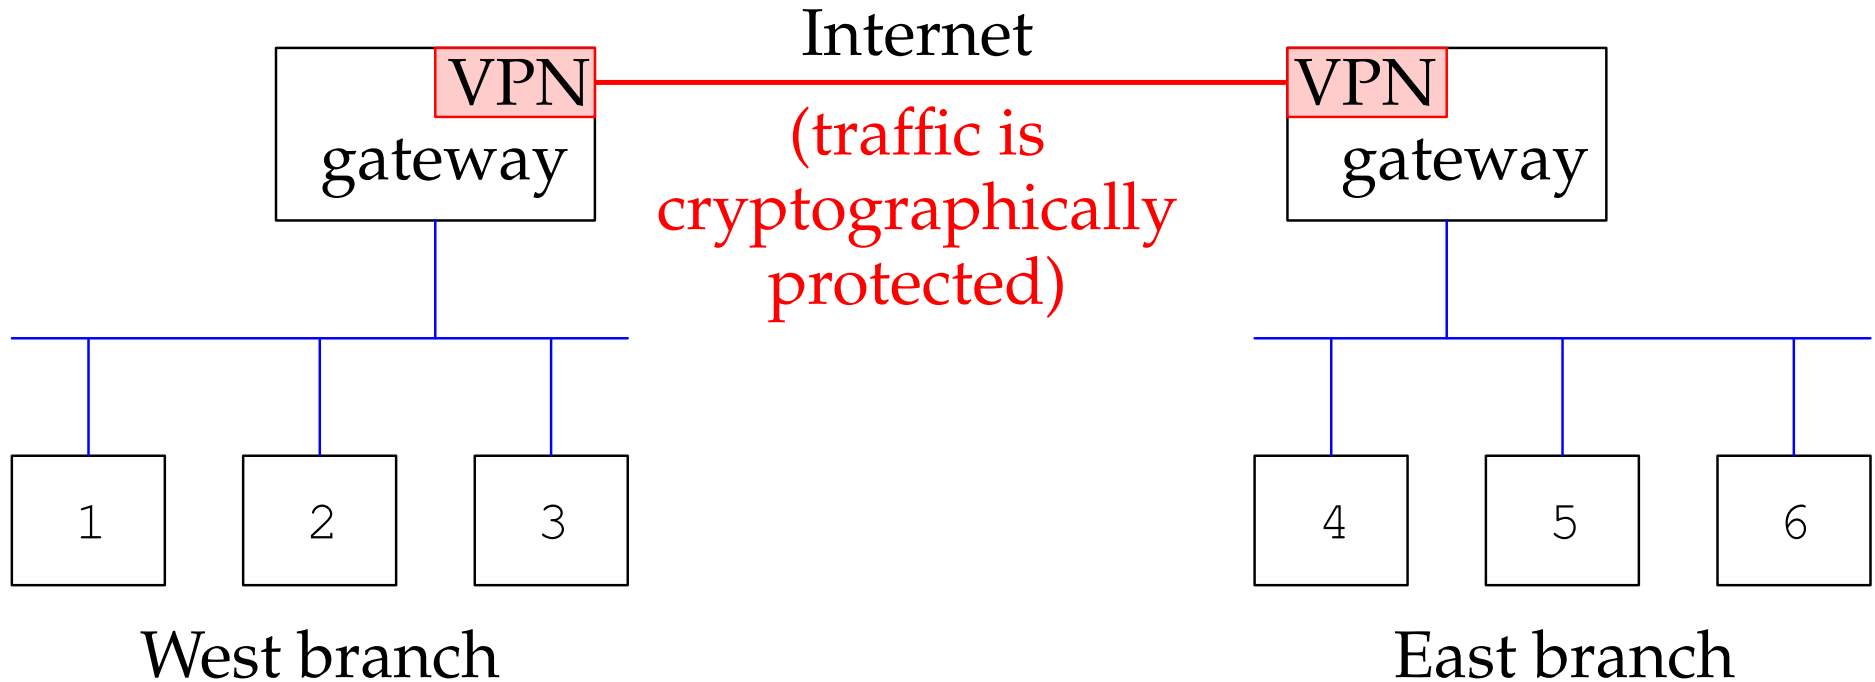 Internet
VPN
VPN
gateway
(traffic is
cryptographically
protected)
gateway
1
2
3
4
5
6
West branch
East branch